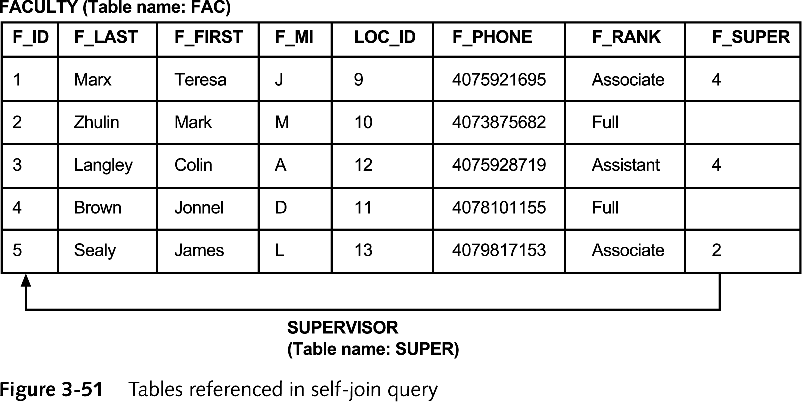 FACULTY (Table name: FAC)
F_ID F_LAST F_FIRST F_MI LOC_ID F_PHONE F_RANK F_SUPER
1 Marx Teresa J 9 4075921695 Associate 4
2 Zhulin Mark M 10 4073875682 Full
3 Langley Colin A 12 4075928719 Assistant 4
4 Brown Jonnel D 11 4078101155 Full
5 Sealy James L 13 4079817153 Associate 2
SUPERVISOR
(Table name: SUPER)
Figure 3-51 Tables referenced in self-join query